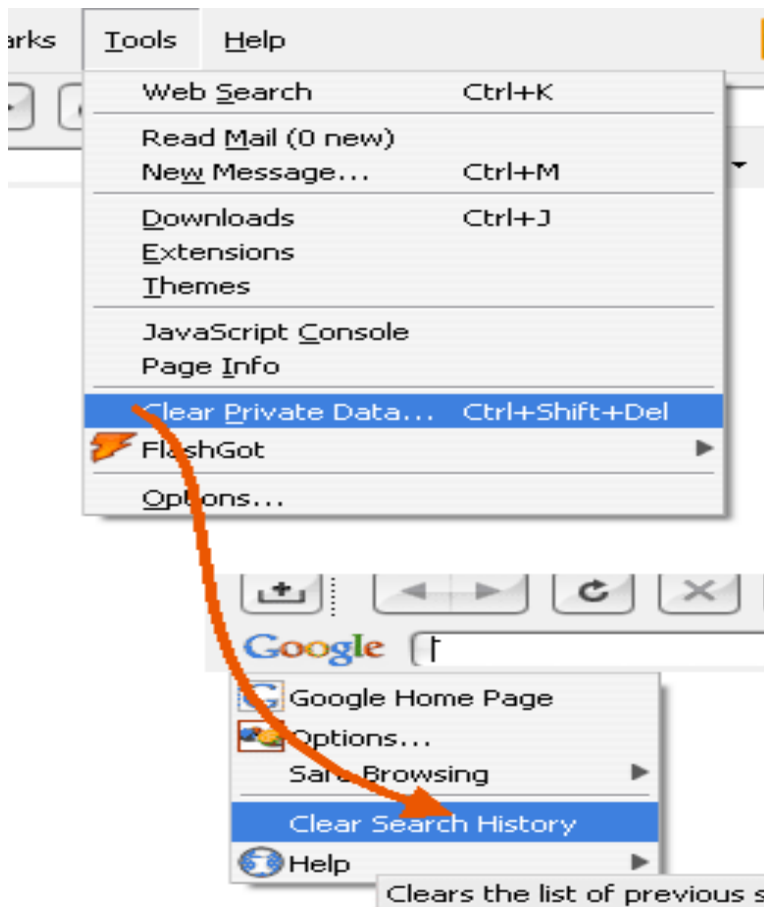 arks Tools Help
Web Search Ctrl+K
Read Mail (0 new)
New Message... Ctrl+M
Downloads Ctrl+J
Extensions
Themes
JavaScript Console
Page Info
Clear Private Data... Ctrl+Shift+Del
FlashGot
Options...
Google
Google Home Page
Options...
Safe Browsing
Clear Search History
Help
Clears the list of previous s